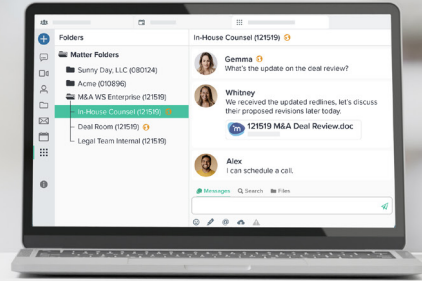 Folders
Matter Folders
Sunny Day, LLC (080124)
Acme (010896)
M&A WS Enterprise (121519)
In-House Counsel (121519)
Deal Room (121519)
Legal Team Internal (121519)
In-House Counsel (121519)
Gemma
What's the update on the deal review?
Whitney
We received the updated redlines, let's discuss
their proposed revisions later today.
m 121519 M&A Deal Review.doc
Alex
I can schedule a call.
Messages Search Files